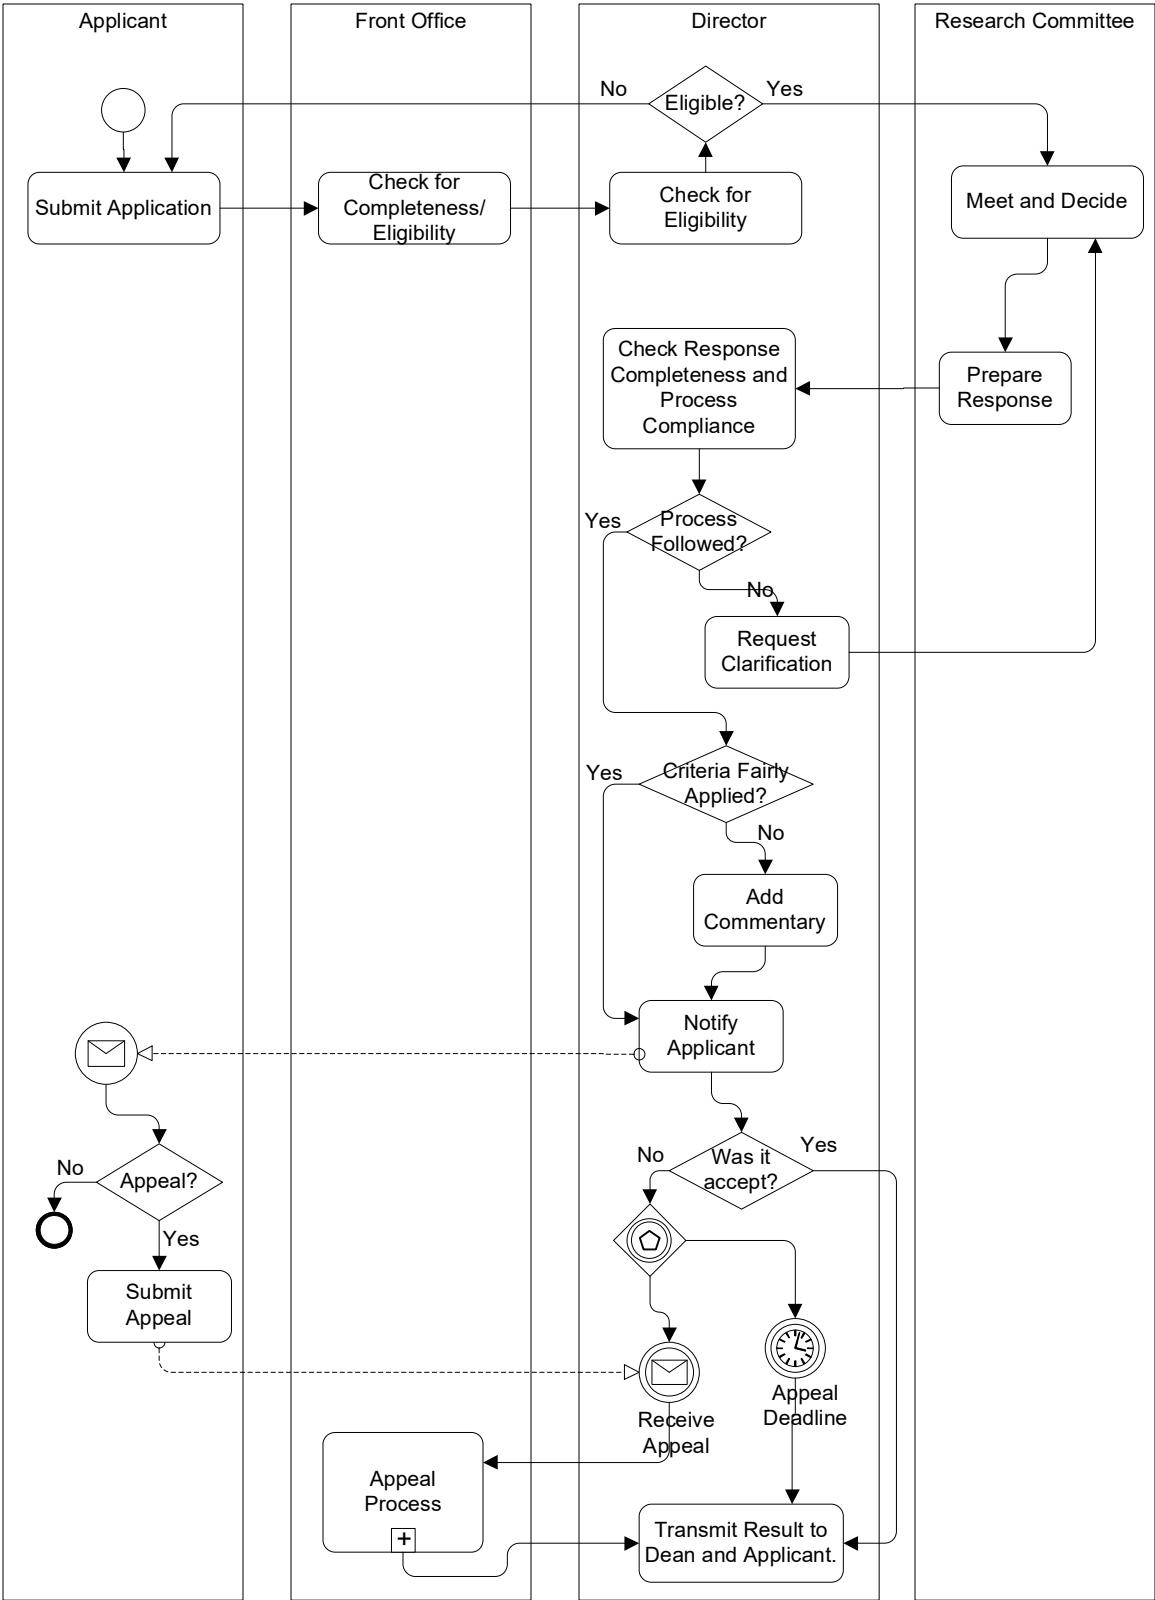 Applicant
Front Office
Director
Research Committee
No
Eligible?
Yes
Submit Application
Check for
Completeness/
Eligibility
Check for
Eligibility
Meet and Decide
Check Response
Completeness and
Process
Compliance
Prepare
Response
Yes
Process
Followed?
No
Request
Clarification
Yes
Criteria Fairly
Applied?
No
Add
Commentary
Notify
Applicant
No
Appeal?
Yes
Submit
Appeal
No
Was it
accept?
Yes
Receive
Appeal
Appeal
Deadline
Appeal
Process
Transmit Result to
Dean and Applicant.